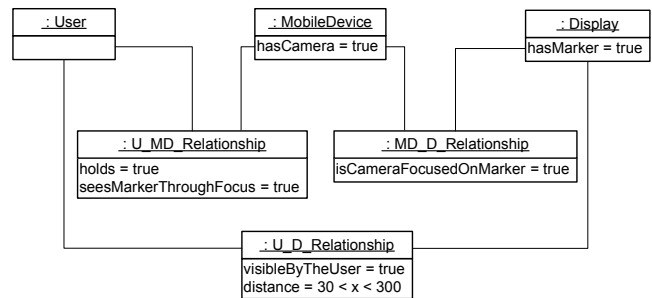 : User
: MobileDevice
hasCamera = true
: Display
hasMarker = true
: U_MD_Relationship
holds = true
seesMarkerThroughFocus = true
: MD_D_Relationship
isCameraFocusedOnMarker = true
: U_D_Relationship
visibleByTheUser = true
distance = 30 < x < 300